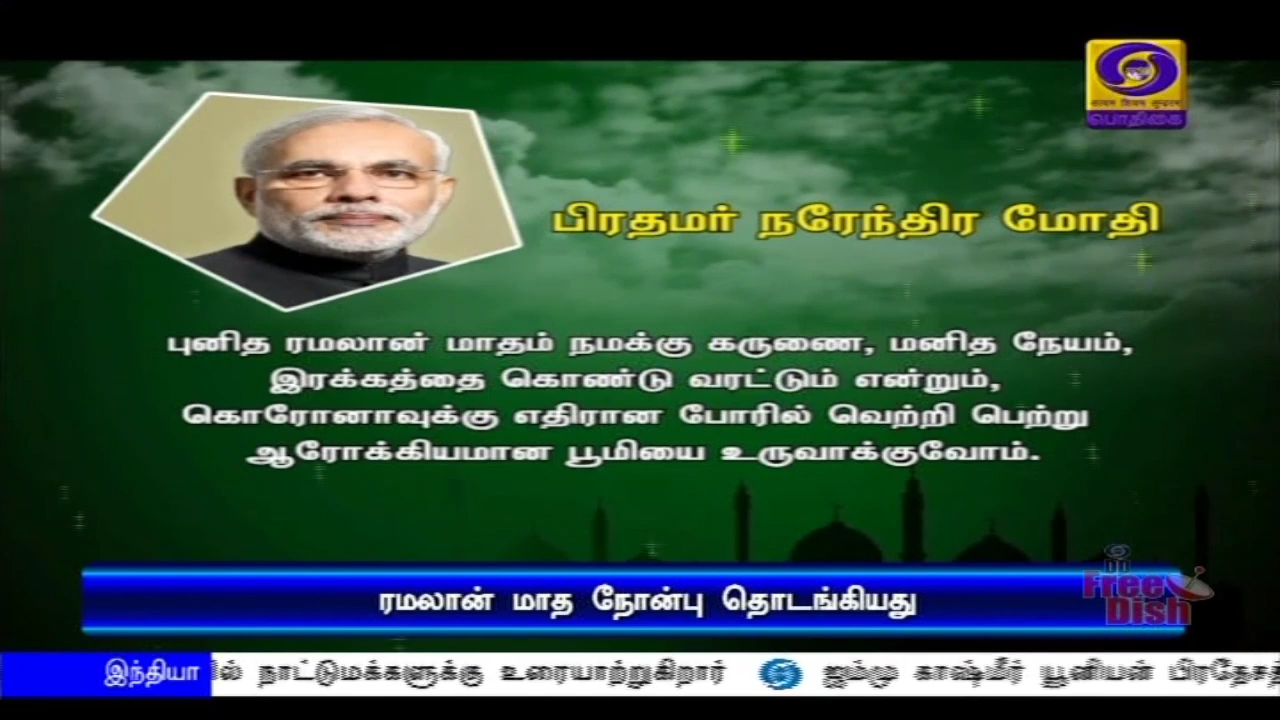 பொதிகை
பிரதமர் நரேந்திர மோதி
புனித ரமலான் மாதம் நமக்கு கருணை, மனித நேயம்,
இரக்கத்தை கொண்டு வரட்டும் என்றும்,
கொரோனாவுக்கு எதிரான போரில் வெற்றி பெற்று
ஆரோக்கியமான பூமியை உருவாக்குவோம்.
ரமலான் மாத நோன்பு தொடங்கியது
DD
Free
Dish
இந்தியா ில் நாட்டுமக்களுக்கு உரையாற்றுகிறார் ஜம்மு காஷ்மீர் யூனியன்